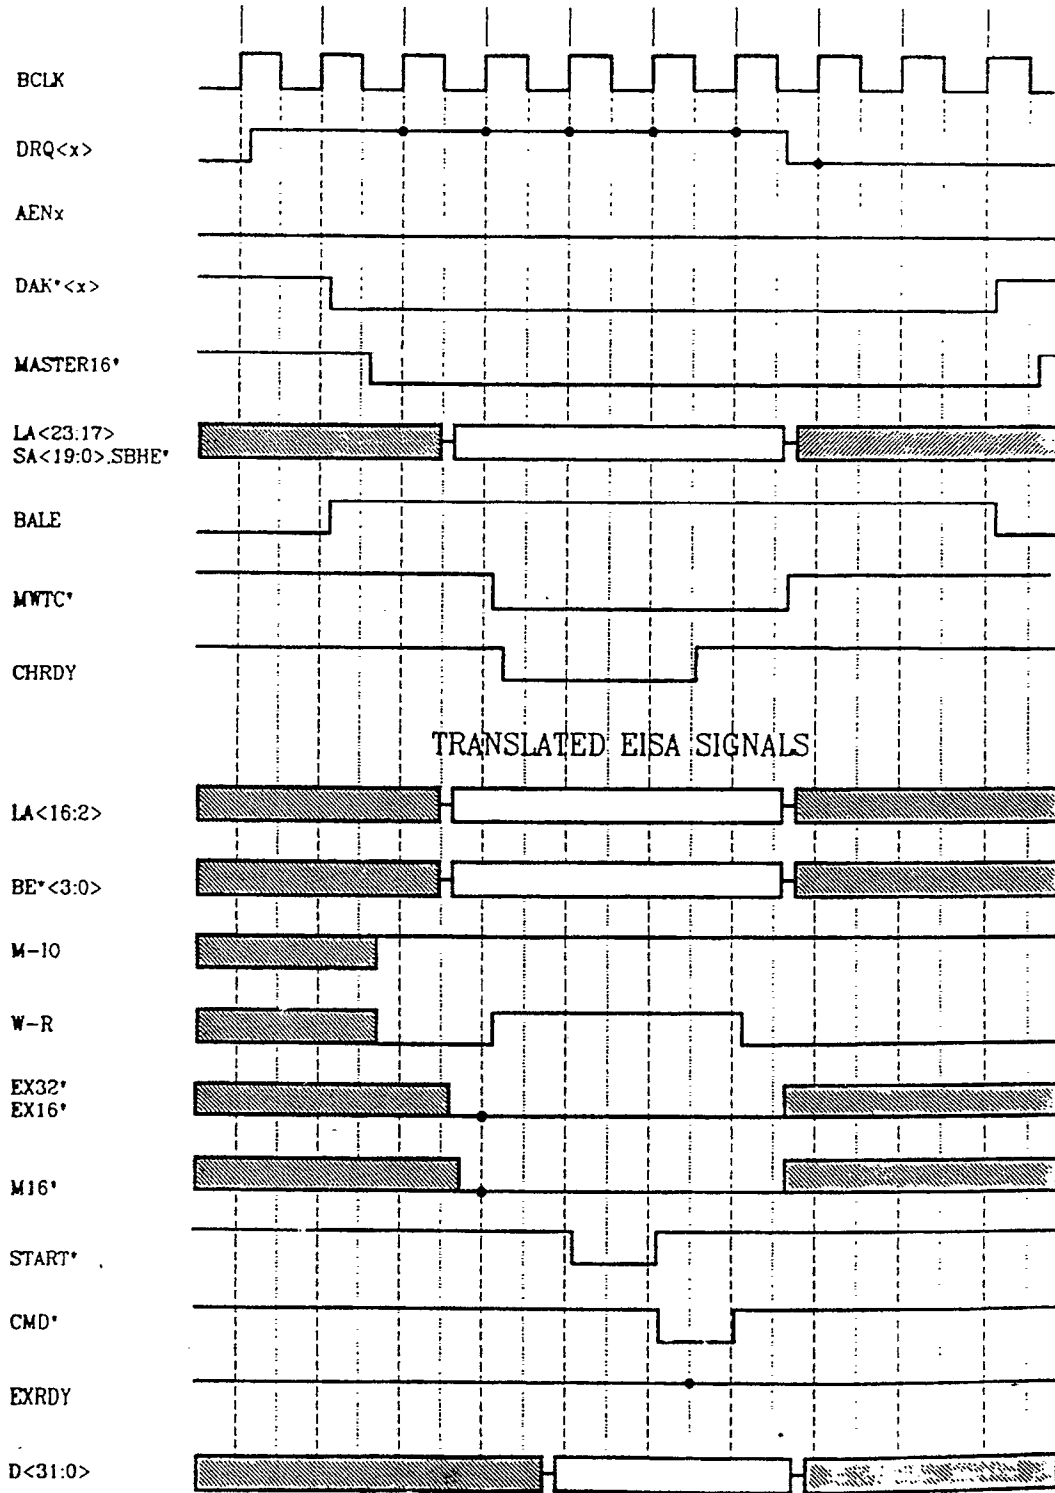 BCLK
DRQ<x>
AENx
DAK*<x>
MASTER16*
LA<23:17>
SA<19:0>,SBHE*
BALE
MWTC*
CHRDY
TRANSLATED EISA SIGNALS
LA<16:2>
BE*<3:0>
M-IO
W-R
EX32*
EX16*
M16*
START*
CMD*
EXRDY
D<31:0>